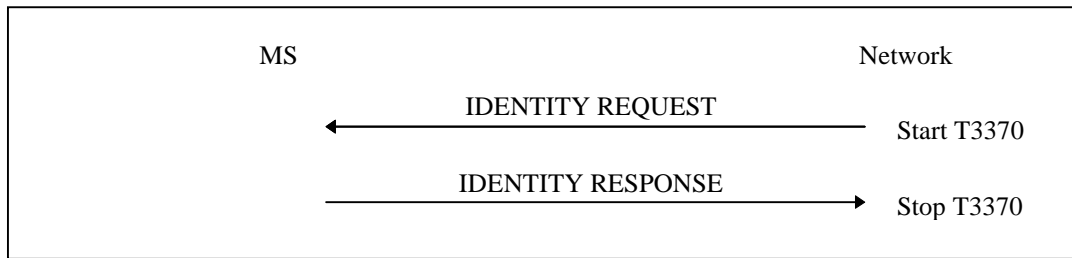 MS Network
IDENTITY REQUEST
Start T3370
IDENTITY RESPONSE
Stop T3370